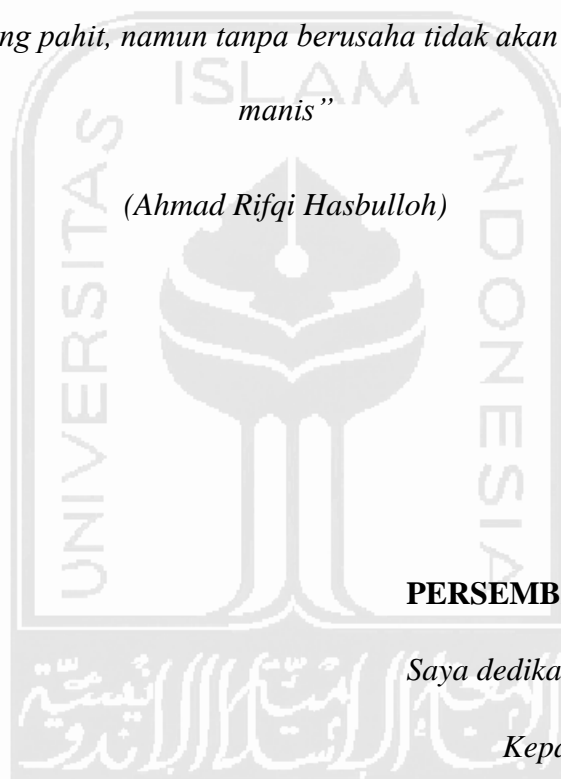 ng pahit, namun tanpa berusaha tidak akan
manis”
(Ahmad Rifqi Hasbulloh)
ISLAM
UNIVERSITAS
INDONESIA
PERSEMB
Saya dedika
Kepa